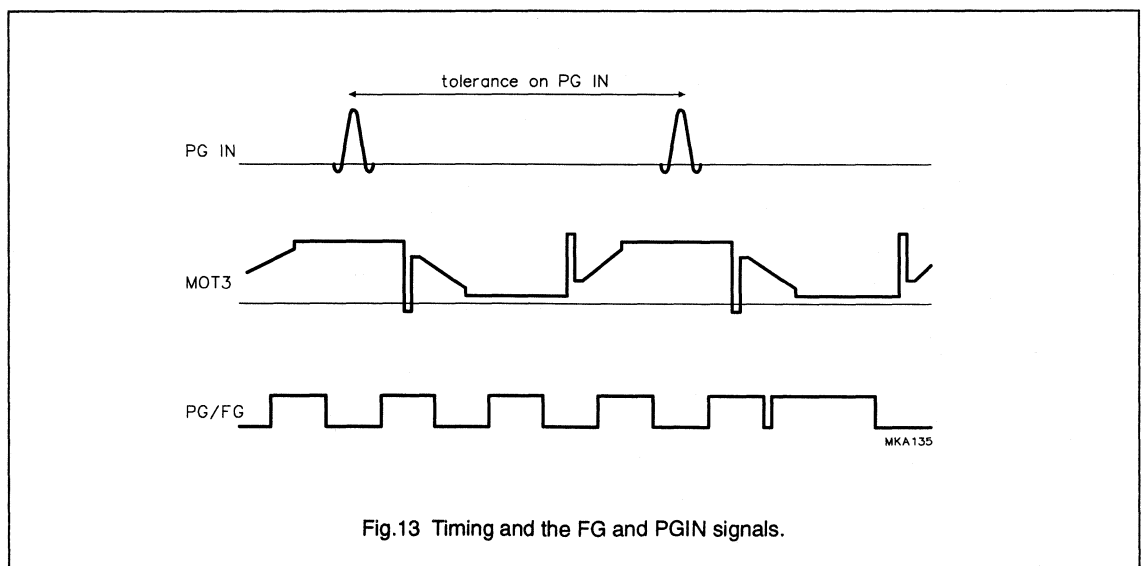 tolerance on PG IN
PG IN
MOT3
PG/FG
MKA135
Fig.13 Timing and the FG and PGIN signals.